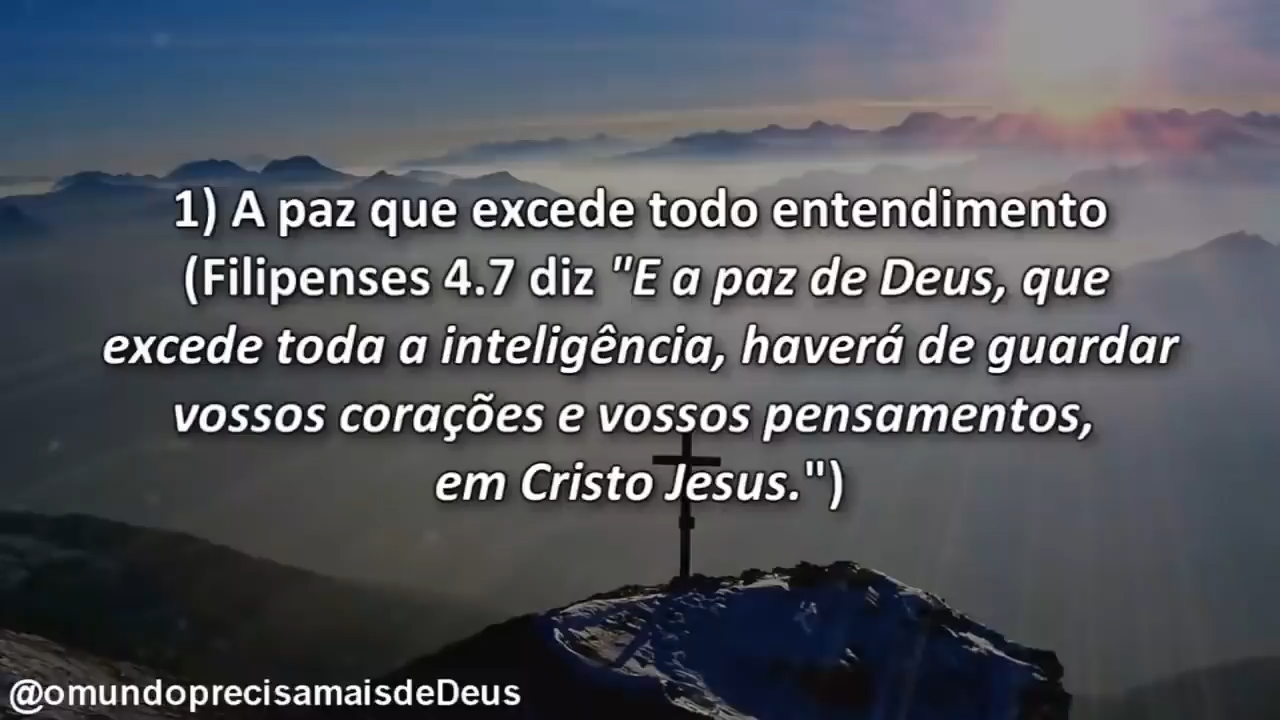 1) A paz que excede todo entendimento
(Filipenses 4.7 diz "E a paz de Deus, que
excede toda a inteligência, haverá de guardar
vossos corações e vossos pensamentos,
em Cristo Jesus.")
@omundoprecisamaisdeDeus